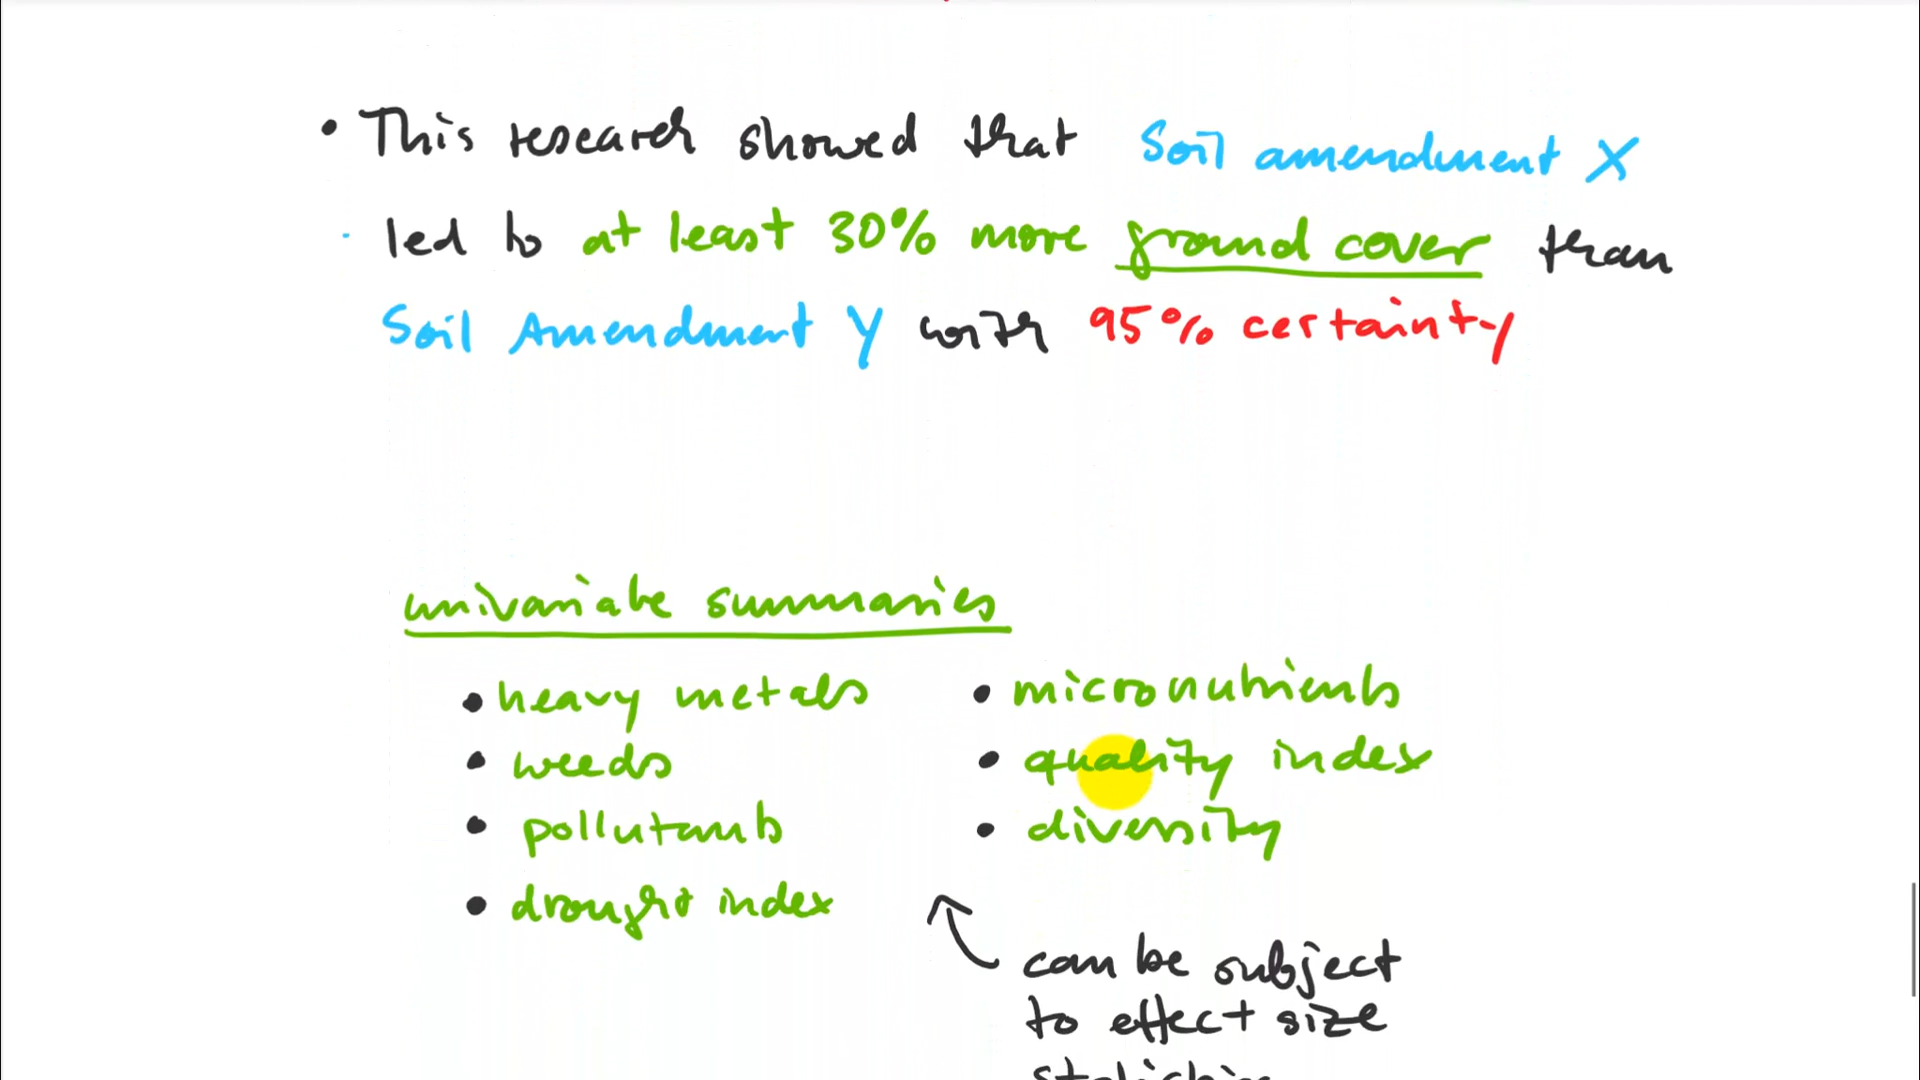 • This research showed that Soil amendment X
led to at least 30% more ground cover than
Soil Amendment Y with 95% certainty
univariate summaries
• heavy metals
• weeds
• pollutants
• drought index
• micronutrients
• quality index
• diversity
can be subject
to effect size